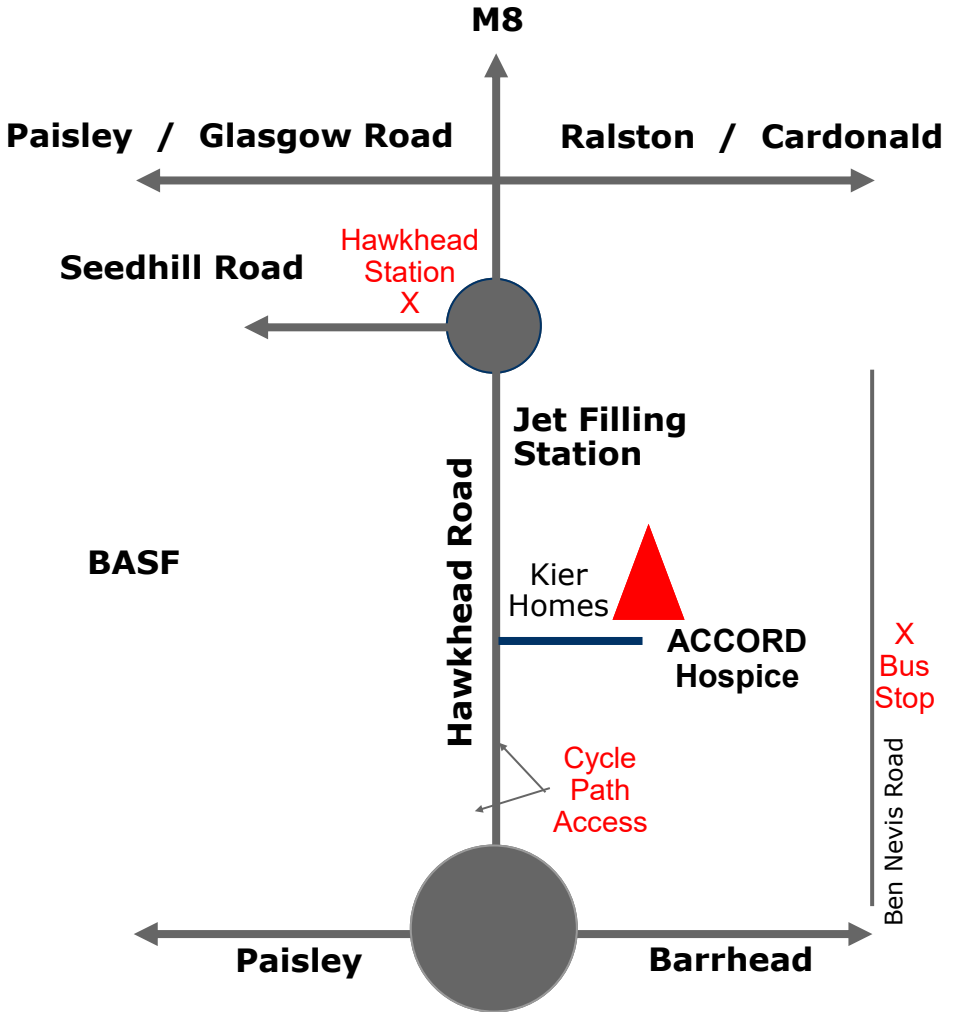 M8
Paisley / Glasgow Road
Ralston / Cardonald
Hawkhead
Station
X
Seedhill Road
Jet Filling
Station
Hawkhead Road
BASF
Kier
Homes
ACCORD
Hospice
X
Bus
Stop
Ben Nevis Road
Cycle
Path
Access
Paisley
Barrhead